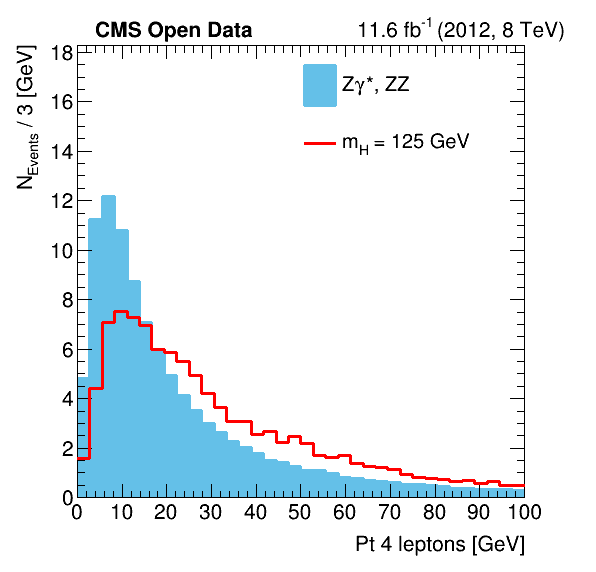 CMS Open Data 11.6 fb⁻¹ (2012, 8 TeV)
N_Events / 3 [GeV]
18
16
14
12
10
8
6
4
2
0
Zγ*, ZZ
m_H = 125 GeV
0 10 20 30 40 50 60 70 80 90 100
Pt 4 leptons [GeV]